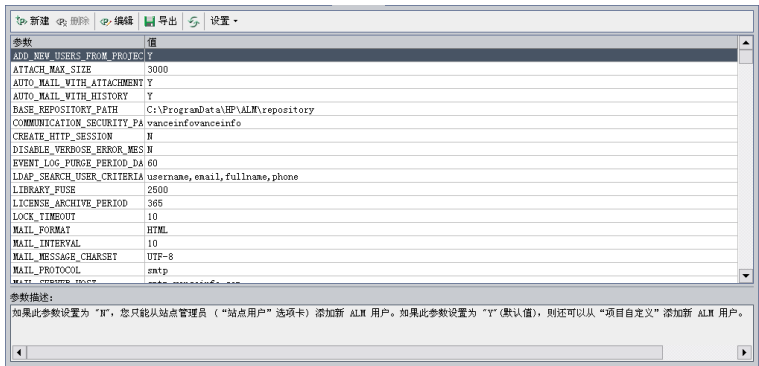 新建 删除 编辑 导出 设置
参数 值
ADD_NEW_USERS_FROM_PROJEC Y
ATTACH_MAX_SIZE 3000
AUTO_MAIL_WITH_ATTACHMENT Y
AUTO_MAIL_WITH_HISTORY Y
BASE_REPOSITORY_PATH C:\ProgramData\HP\ALM\repository
COMMUNICATION_SECURITY_PA vanceinfovanceinfo
CREATE_HTTP_SESSION N
DISABLE_VERBOSE_ERROR_MES N
EVENT_LOG_PURGE_PERIOD_DA 60
LDAP_SEARCH_USER_CRITERIA username,email,fullname,phone
LIBRARY_FUSE 2500
LICENSE_ARCHIVE_PERIOD 365
LOCK_TIMEOUT 10
MAIL_FORMAT HTML
MAIL_INTERVAL 10
MAIL_MESSAGE_CHARSET UTF-8
MAIL_PROTOCOL smtp
参数描述:
如果此参数设置为 "N", 您只能从站点管理员 (“站点用户”选项卡) 添加新 ALM 用户。如果此参数设置为 "Y"(默认值), 则还可以从“项目自定义”添加新 ALM 用户。